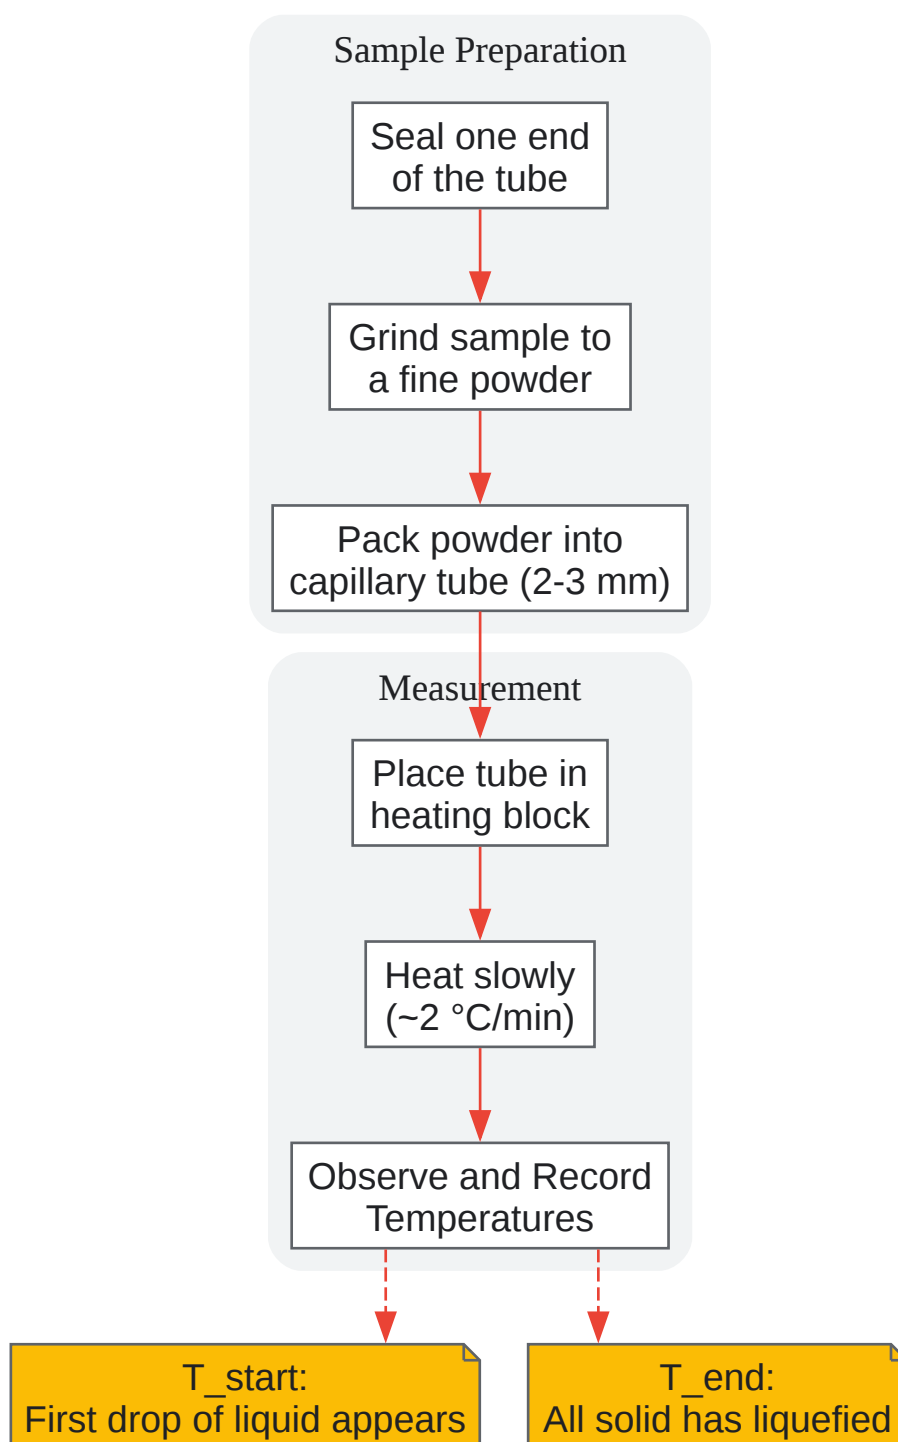 Sample Preparation
Seal one end
of the tube
Grind sample to
a fine powder
Pack powder into
capillary tube (2-3 mm)
Measurement
Place tube in
heating block
Heat slowly
(~2 °C/min)
Observe and Record
Temperatures
T_start:
First drop of liquid appears
T_end:
All solid has liquefied